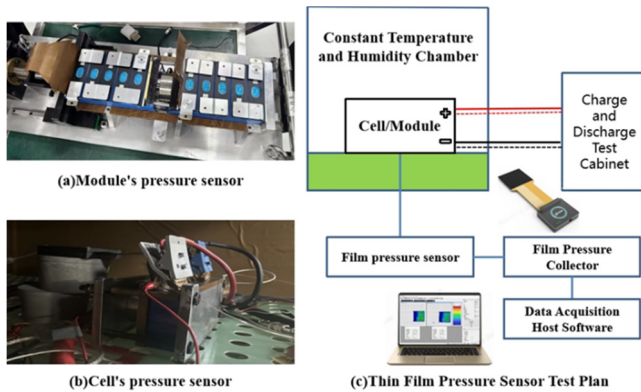 (a)Module's pressure sensor
(b)Cell's pressure sensor
Constant Temperature
and Humidity Chamber
Cell/Module
+
−
Charge
and
Discharge
Test
Cabinet
Film pressure sensor
Film Pressure
Collector
Data Acquisition
Host Software
(c)Thin Film Pressure Sensor Test Plan